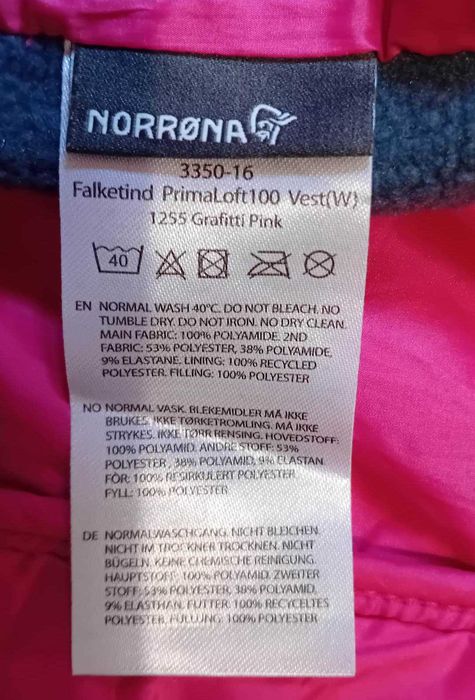 NORRØNA
3350-16
Falketind PrimaLoft100 Vest(W)
1255 Grafitti Pink
40
EN NORMAL WASH 40°C. DO NOT BLEACH. NO
TUMBLE DRY. DO NOT IRON. NO DRY CLEAN.
MAIN FABRIC: 100% POLYAMIDE. 2ND
FABRIC: 53% POLYESTER, 38% POLYAMIDE,
9% ELASTANE. LINING: 100% RECYCLED
POLYESTER. FILLING: 100% POLYESTER
NO NORMAL VASK. BLEKEMIDLER MÅ IKKE
BRUKES. IKKE TØRKETROMLING. MÅ IKKE
STRYKES. IKKE TØRR RENSING. HOVEDSTOFF:
100% POLYAMID. ANDRE STOFF: 53%
POLYESTER, 38% POLYAMID, 9% ELASTAN.
FÔR: 100% RESIRKULERT POLYESTER.
FYLL: 100% POLYESTER
DE NORMALWASCHGANG. NICHT BLEICHEN.
NICHT IM TROCKNER TROCKNEN. NICHT
BÜGELN. KEINE CHEMISCHE REINIGUNG.
HAUPTSTOFF: 100% POLYAMID. ZWEITER
STOFF: 53% POLYESTER, 38% POLYAMID,
9% ELASTHAN. FUTTER: 100% RECYCELTES
POLYESTER. FÜLLUNG: 100% POLYESTER